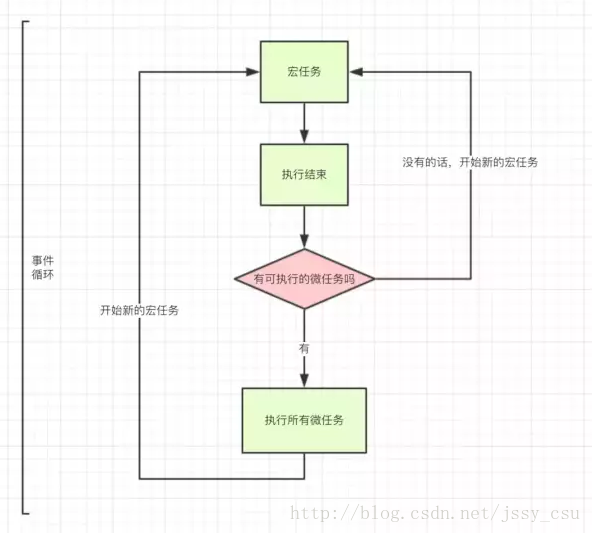 宏任务
没有的话，开始新的宏任务
执行结束
事件
循环
有可执行的微任务吗
开始新的宏任务
有
执行所有微任务
http://blog.csdn.net/jssy_csu